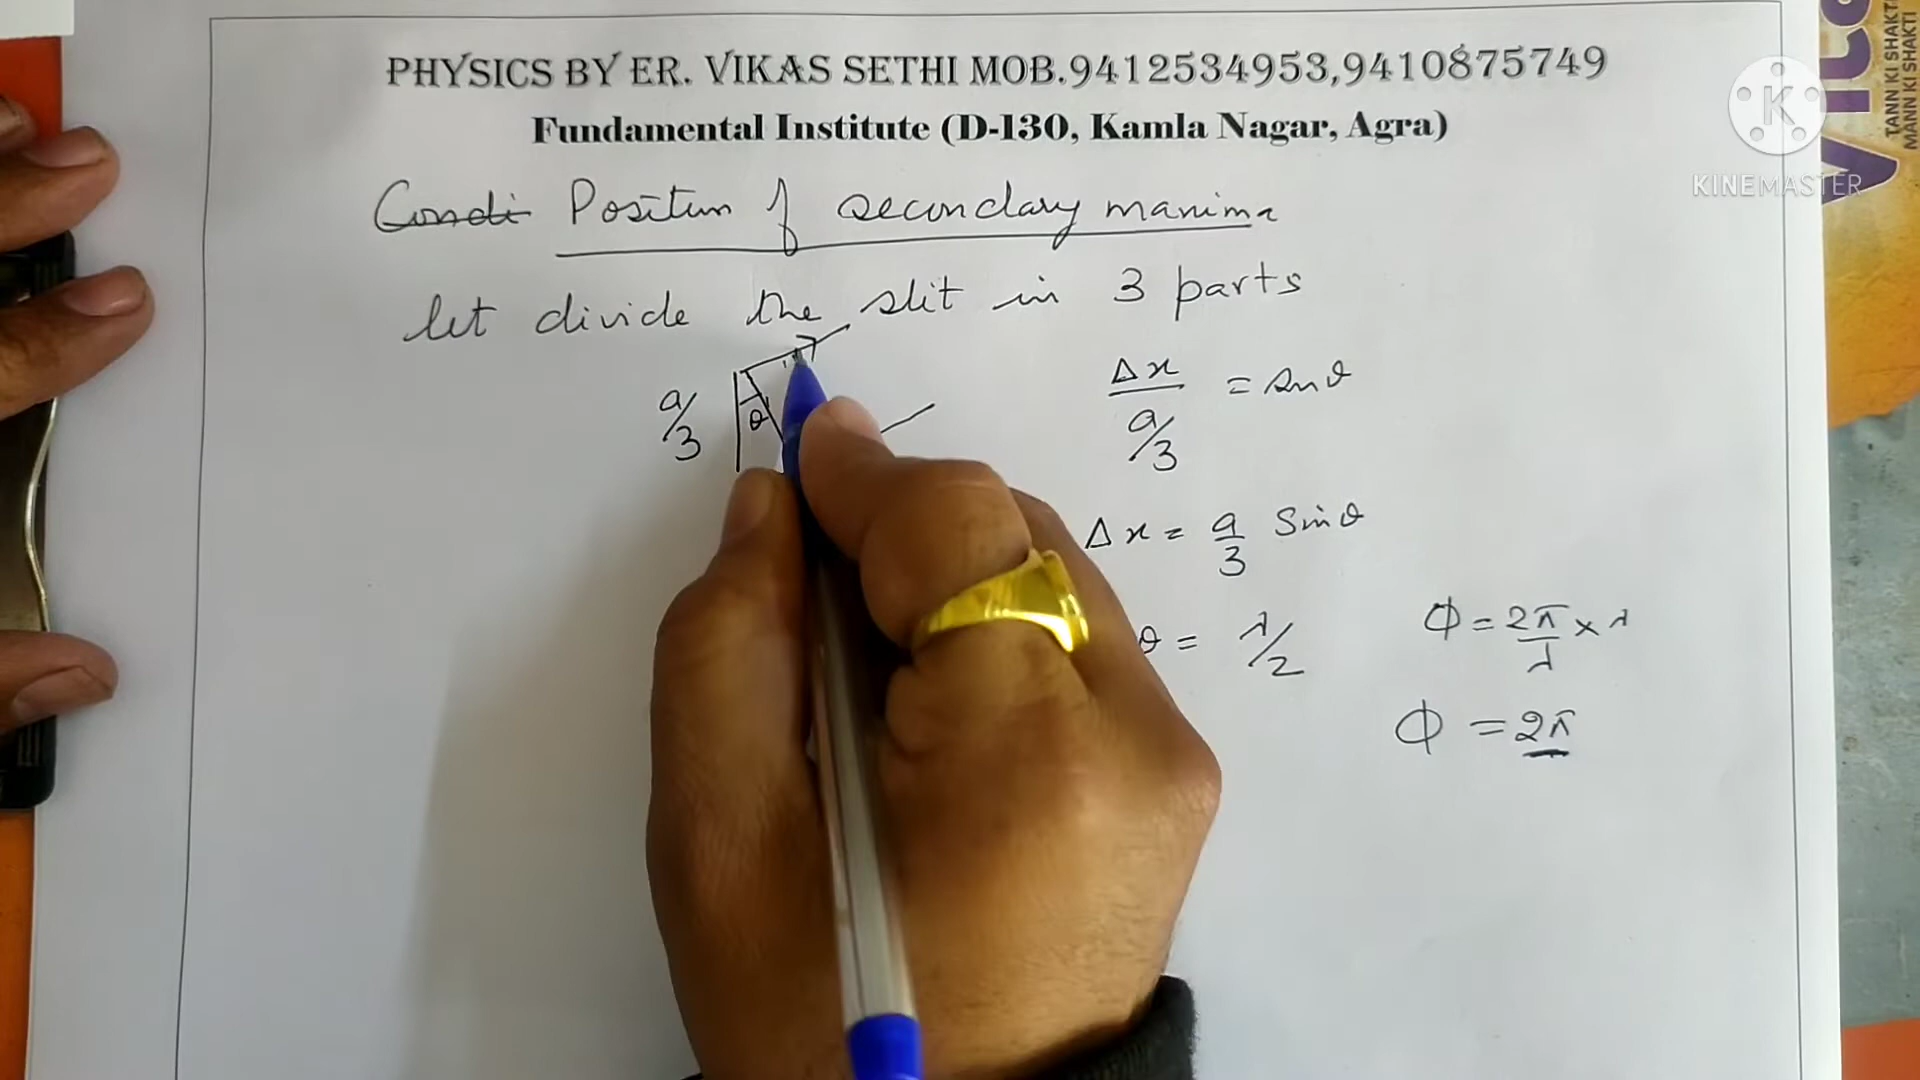 PHYSICS BY ER. VIKAS SETHI MOB.9412534953,9410875749
Fundamental Institute (D-130, Kamla Nagar, Agra)
Condi Position of secondary maxima
let divide the slit in 3 parts
a/3
θ
Δx / a/3 = sinθ
Δx = a/3 Sinθ
θ = λ/2
Φ = 2π/λ × λ
Φ = 2π
K
KINEMASTER
TANN KI SHAKTI
MANN KI SHAKTI